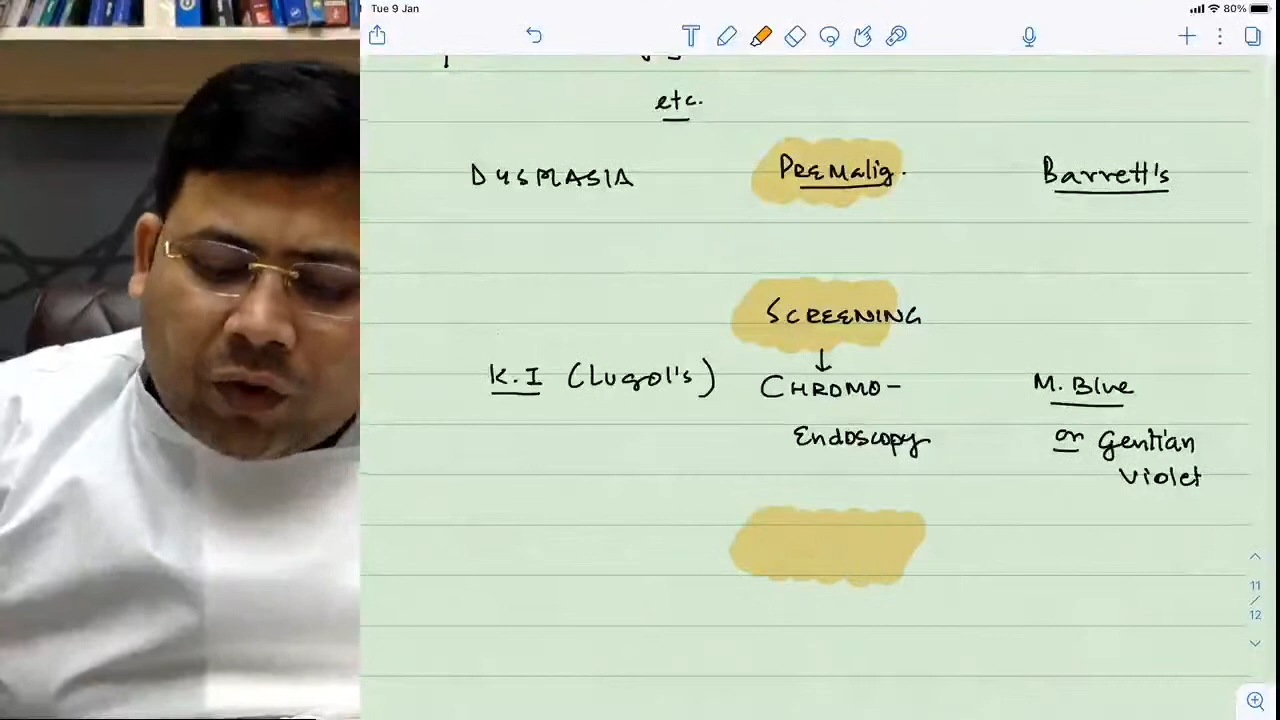 Tue 9 Jan
80%
etc.
DYSPLASIA PREMalig. Barrett's
SCREENING
↓
K.I (Lugol's) CHROMO- M. Blue
Endoscopy or Gentian
Violet
11
/
12